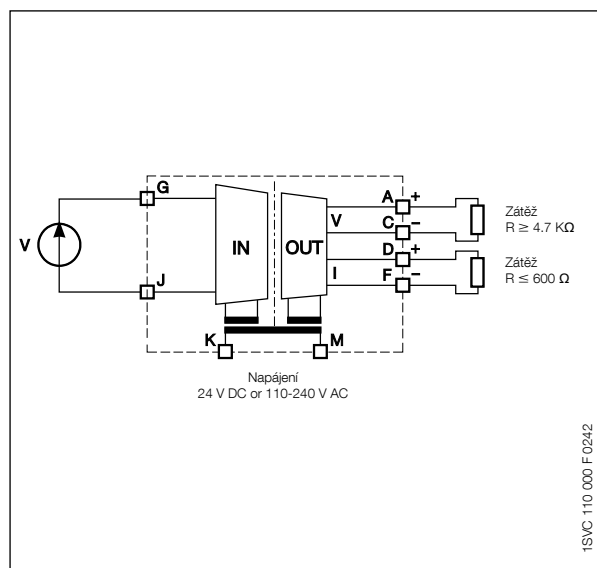 G
A +
Zátěž
R ≥ 4.7 KΩ
V
C −
V
IN
OUT
D +
Zátěž
R ≤ 600 Ω
I
F −
J
K
M
Napájení
24 V DC or 110-240 V AC
1SVC 110 000 F 0242